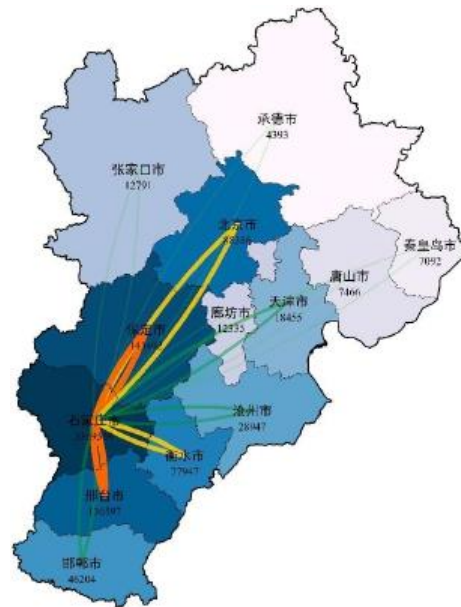 承德市
4393
张家口市
12791
北京市
秦皇岛市
7092
唐山市
7466
天津市
18455
廊坊市
12335
保定市
石家庄市
沧州市
28947
衡水市
77947
邢台市
136597
邯郸市
46204